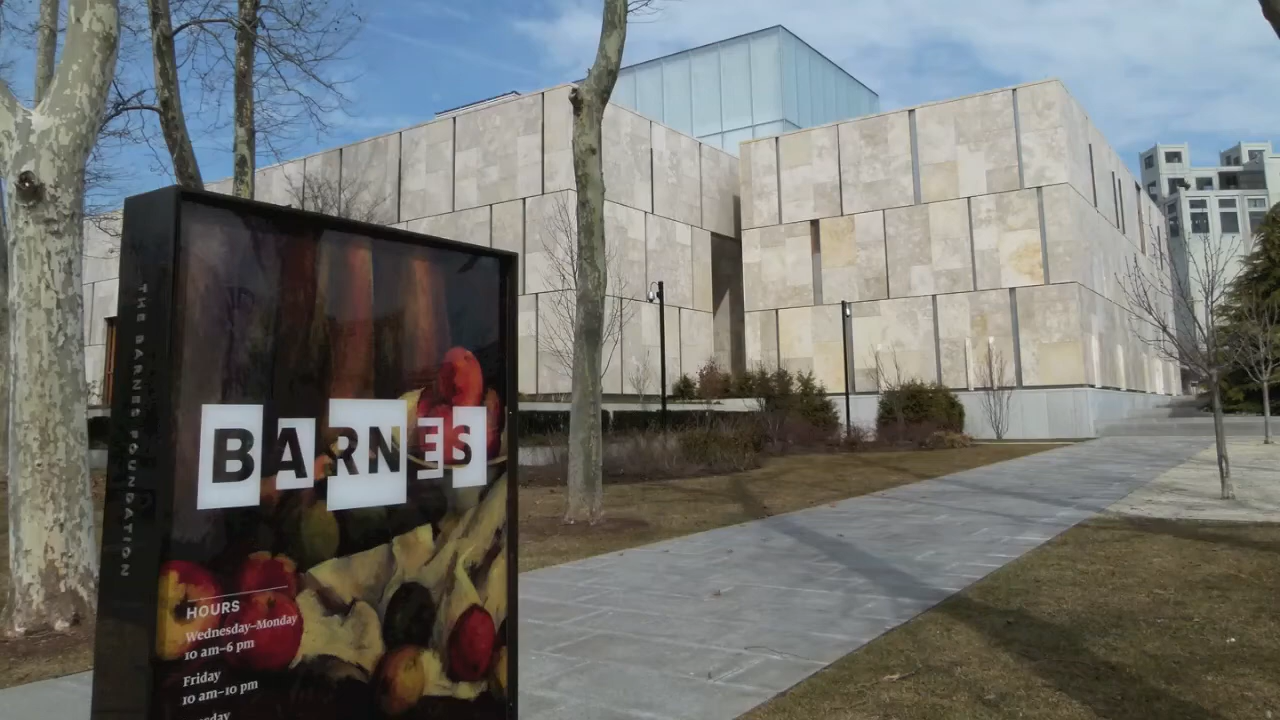 THE BARNES FOUNDATION
BARNES
HOURS
Wednesday–Monday
10 am–6 pm
Friday
10 am–10 pm